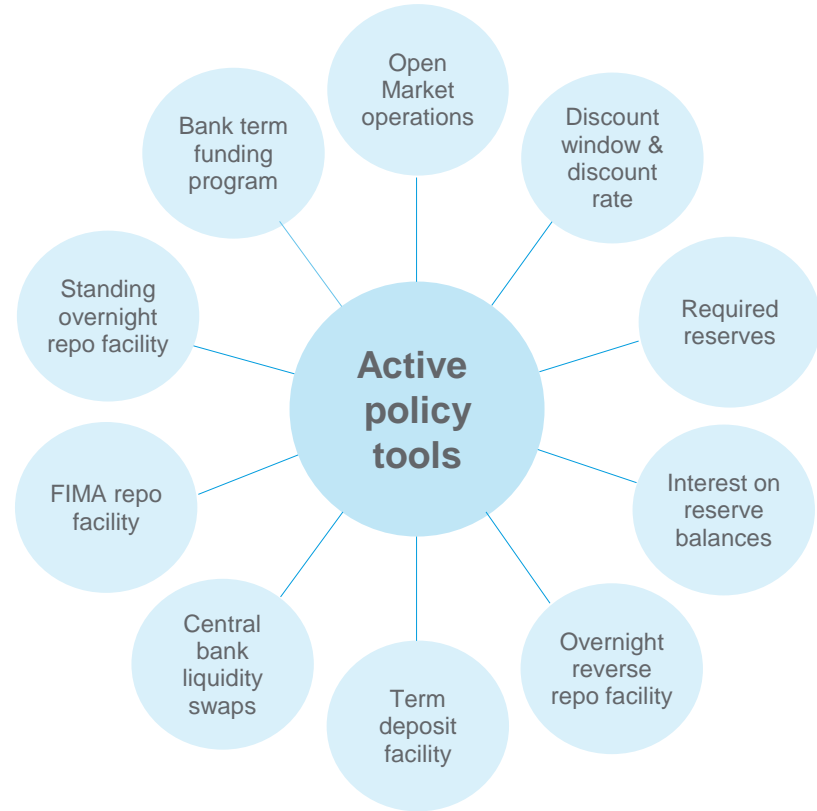 Open
Market
operations
Discount
window &
discount
rate
Required
reserves
Interest on
reserve
balances
Overnight
reverse
repo facility
Term
deposit
facility
Central
bank
liquidity
swaps
FIMA repo
facility
Standing
overnight
repo facility
Bank term
funding
program
Active
policy
tools